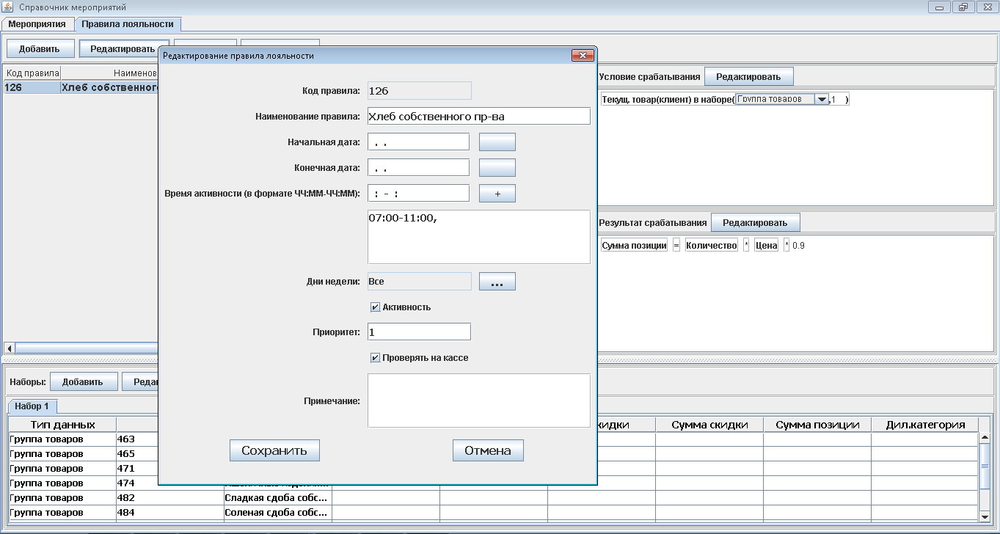 Справочник мероприятий
Мероприятия Правила лояльности
Добавить Редактировать
Редактирование правила лояльности
Код правила Наименов
126 Хлеб собственного
Код правила: 126
Наименование правила: Хлеб собственного пр-ва
Начальная дата: . .
Конечная дата: . .
Время активности (в формате ЧЧ:ММ-ЧЧ:ММ): : - : +
07:00-11:00,
Дни недели: Все ...
Активность
Приоритет: 1
Проверять на кассе
Примечание:
Сохранить Отмена
Условие срабатывания Редактировать
Текущ. товар(клиент) в наборе( Группа товаров ,1 )
Результат срабатывания Редактировать
Сумма позиции = Количество * Цена * 0.9
Наборы: Добавить Реда
Набор 1
Тип данных кидки Сумма скидки Сумма позиции Дил.категория
Группа товаров 463
Группа товаров 465
Группа товаров 471
Группа товаров 474
Группа товаров 482 Сладкая сдоба собс...
Группа товаров 484 Соленая сдоба собс...